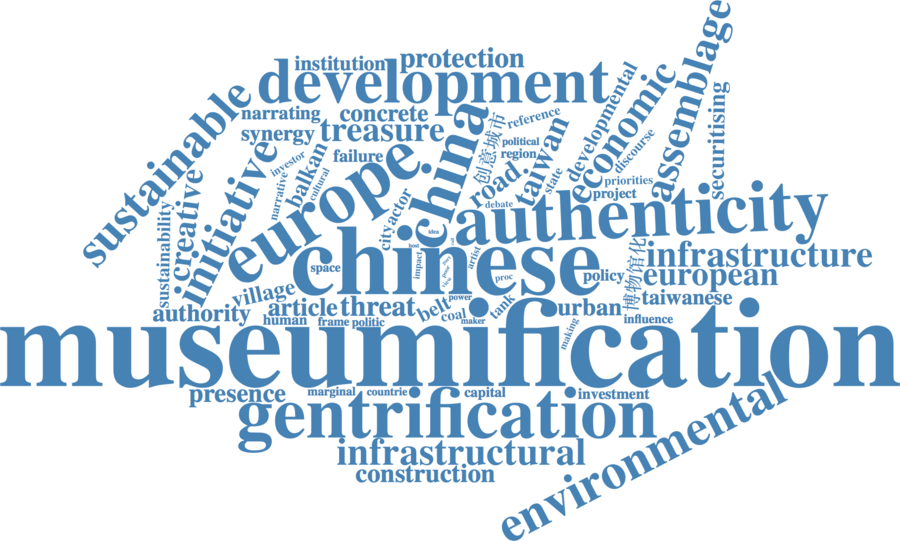 assemblage
institution
protection
development
sustainable
narrating
concrete
synergy
treasure
china
创意城市
reference
developmental
economic
securitising
investor
balkan
failure
political
region
taiwan
discourse
initiative
narrative
cultural
europe
road
state
priorities
project
creative
sustainability
cityactor
idea
debate
authenticity
chinese
host
impact
artist
proc
space
policy
博物馆化
infrastructure
european
village
authority
article
threat
belt
power
coal
tank
urban
taiwanese
human
frame
politic
maker
making
influence
museumification
presence
marginal
countrie
capital
investment
gentrification
environmental
infrastructural
construction